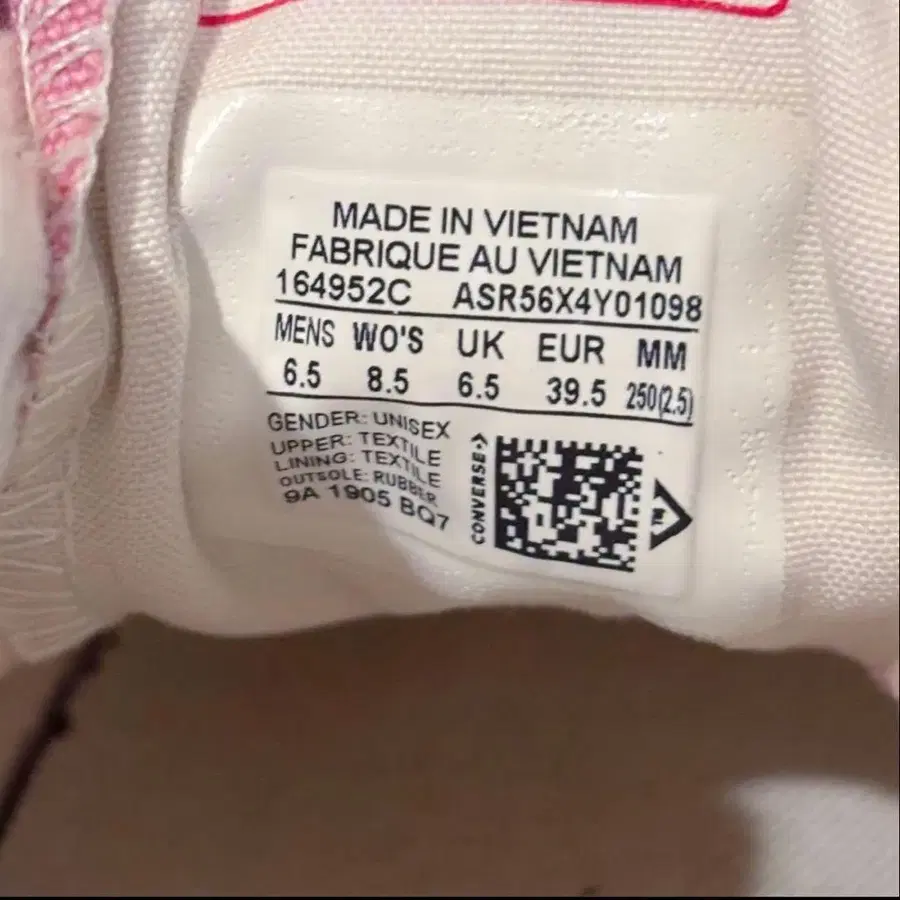 MADE IN VIETNAM
FABRIQUE AU VIETNAM
164952C ASR56X4Y01098
MENS WO'S UK EUR MM
6.5 8.5 6.5 39.5 250(2.5)
GENDER: UNISEX
UPPER: TEXTILE
LINING: TEXTILE
OUTSOLE: RUBBER
9A 1905 BQ7
CONVERSE
TM